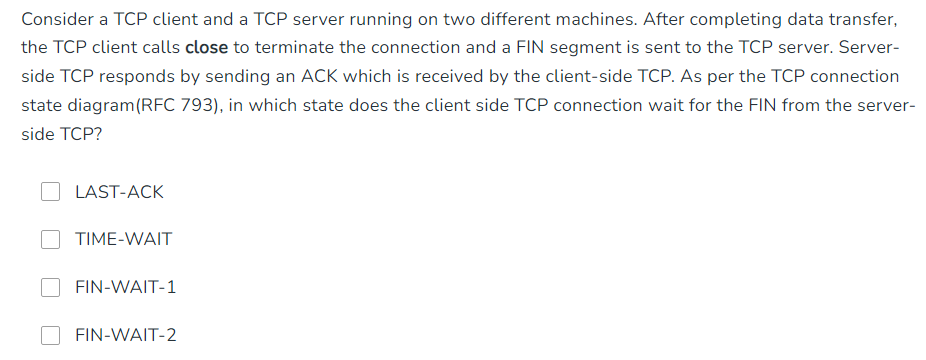 Consider a TCP client and a TCP server running on two different machines. After completing data transfer,
the TCP client calls close to terminate the connection and a FIN segment is sent to the TCP server. Server-
side TCP responds by sending an ACK which is received by the client-side TCP. As per the TCP connection
state diagram(RFC 793), in which state does the client side TCP connection wait for the FIN from the server-
side TCP?
LAST-ACK
TIME-WAIT
FIN-WAIT-1
FIN-WAIT-2